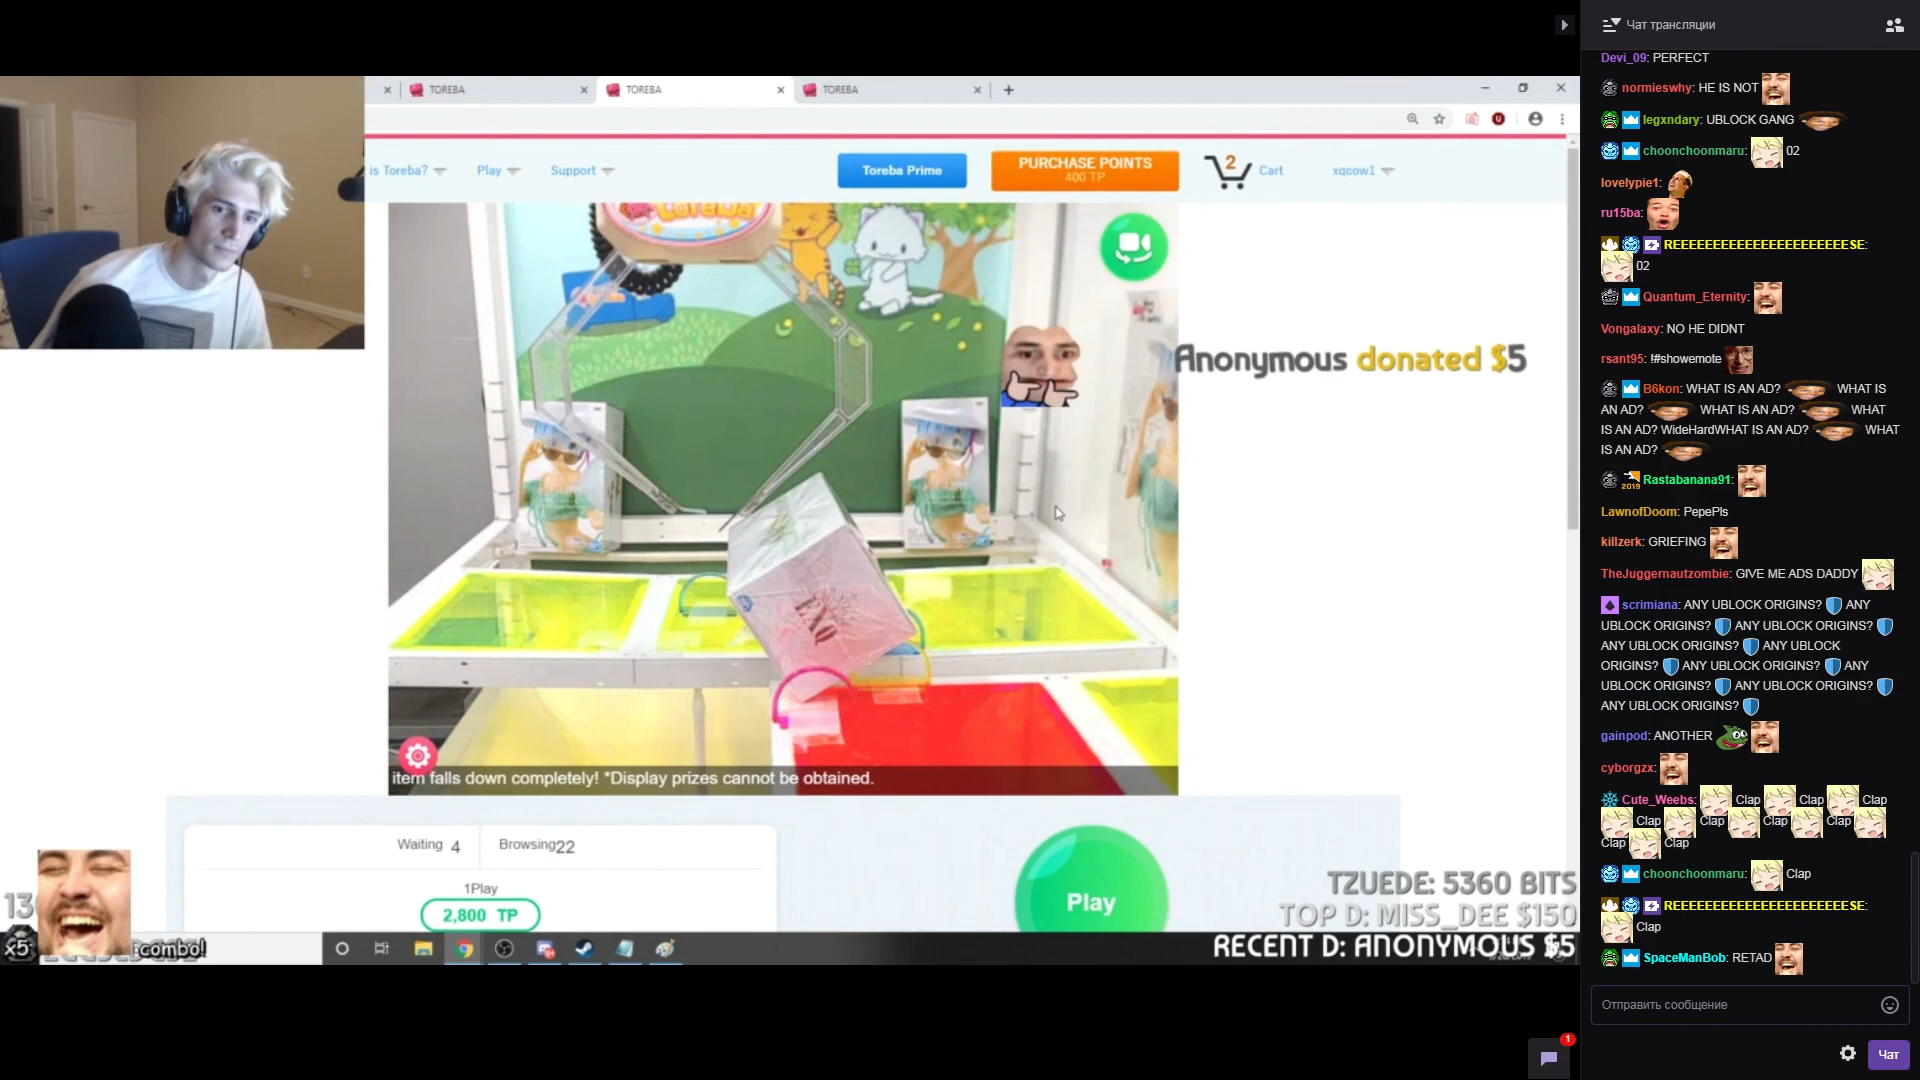 TOREBA
TOREBA
TOREBA
is Toreba?
Play
Support
Toreba Prime
PURCHASE POINTS
400 TP
2
Cart
xqcow1
Toreba
Anonymous donated $5
item falls down completely! *Display prizes cannot be obtained.
Waiting 4
Browsing22
1Play
2,800 TP
Play
TZUEDE: 5360 BITS
TOP D: MISS_DEE $150
RECENT D: ANONYMOUS $5
x5
combo!
Чат трансляции
Devi_09: PERFECT
normieswhy: HE IS NOT
legxndary: UBLOCK GANG
choonchoonmaru: 02
lovelypie1:
ru15ba:
REEEEEEEEEEEEEEEEEEEEEEE$E:
02
Quantum_Eternity:
Vongalaxy: NO HE DIDNT
rsant95: !#showemote
B6kon: WHAT IS AN AD? WHAT IS
AN AD? WHAT IS AN AD? WHAT
IS AN AD? WideHardWHAT IS AN AD? WHAT
IS AN AD?
2019 Rastabanana91:
LawnofDoom: PepePls
killzerk: GRIEFING
TheJuggernautzombie: GIVE ME ADS DADDY
scrimiana: ANY UBLOCK ORIGINS? ANY
UBLOCK ORIGINS? ANY UBLOCK ORIGINS?
ANY UBLOCK ORIGINS? ANY UBLOCK
ORIGINS? ANY UBLOCK ORIGINS? ANY
UBLOCK ORIGINS? ANY UBLOCK ORIGINS?
ANY UBLOCK ORIGINS?
gainpod: ANOTHER
cyborgzx:
Cute_Weebs: Clap Clap Clap
Clap Clap Clap Clap
Clap Clap
choonchoonmaru: Clap
REEEEEEEEEEEEEEEEEEEEEEE$E:
Clap
SpaceManBob: RETAD
Отправить сообщение
1
Чат